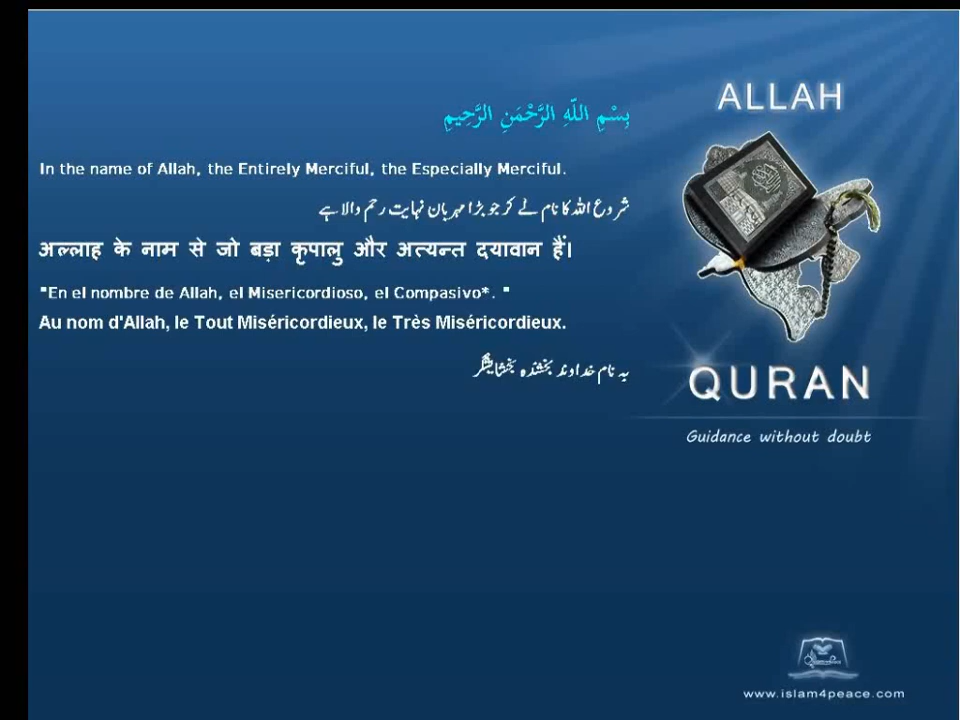 بِسْمِ اللَّهِ الرَّحْمَنِ الرَّحِيمِ
In the name of Allah, the Entirely Merciful, the Especially Merciful.
شروع الله کا نام لے کر جو بڑا مہربان نہایت رحم والا ہے
अल्लाह के नाम से जो बड़ा कृपालु और अत्यन्त दयावान हैं।
"En el nombre de Allah, el Misericordioso, el Compasivo*. "
Au nom d'Allah, le Tout Miséricordieux, le Très Miséricordieux.
به نام خداوند بخشنده بخشایشگر
ALLAH
QURAN
Guidance without doubt
www.islam4peace.com